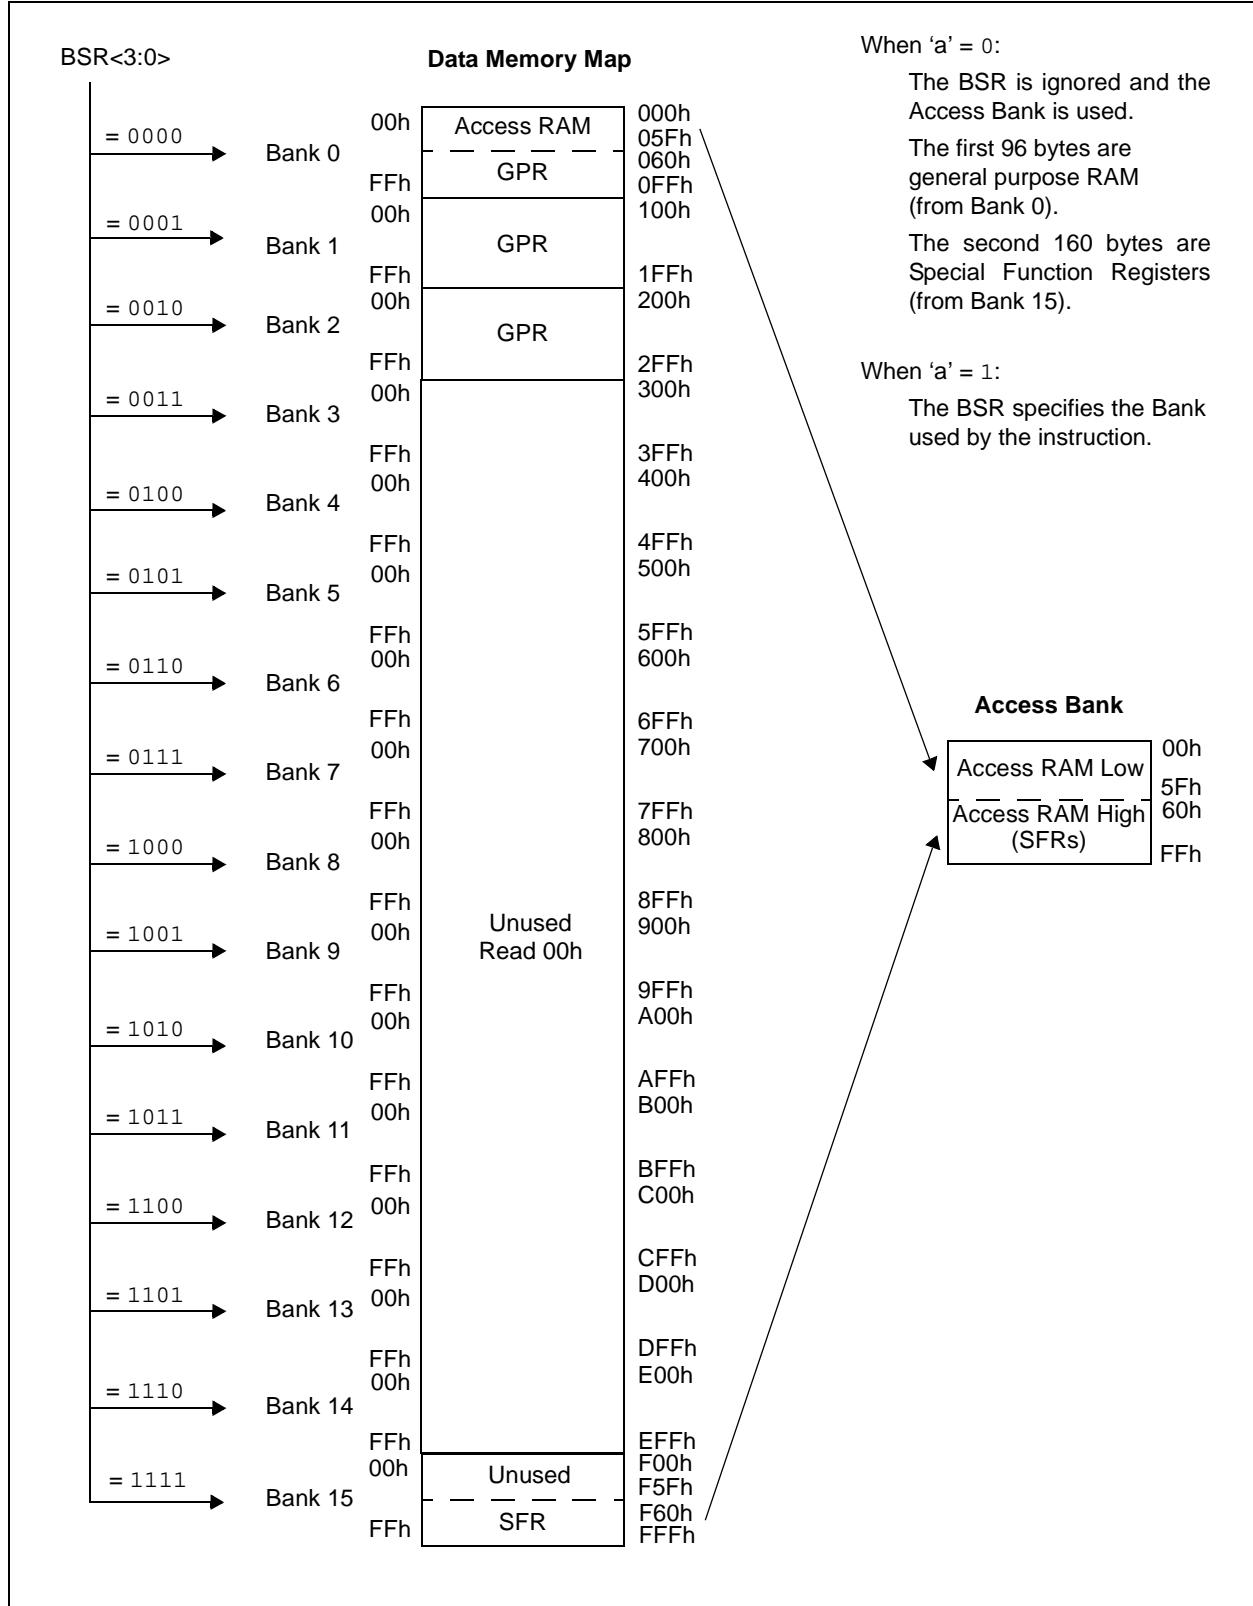 BSR<3:0>
Data Memory Map
When ‘a’ = 0:
The BSR is ignored and the
Access Bank is used.
The first 96 bytes are
general purpose RAM
(from Bank 0).
The second 160 bytes are
Special Function Registers
(from Bank 15).
When ‘a’ = 1:
The BSR specifies the Bank
used by the instruction.
= 0000
Bank 0
00h
Access RAM
000h
05Fh
060h
GPR
FFh
0FFh
= 0001
Bank 1
00h
100h
GPR
FFh
1FFh
= 0010
Bank 2
00h
200h
GPR
FFh
2FFh
= 0011
Bank 3
00h
300h
FFh
3FFh
= 0100
Bank 4
00h
400h
FFh
4FFh
= 0101
Bank 5
00h
500h
FFh
5FFh
= 0110
Bank 6
00h
600h
FFh
6FFh
= 0111
Bank 7
00h
700h
FFh
7FFh
= 1000
Bank 8
00h
800h
FFh
8FFh
Unused
Read 00h
= 1001
Bank 9
00h
900h
FFh
9FFh
= 1010
Bank 10
00h
A00h
FFh
AFFh
= 1011
Bank 11
00h
B00h
FFh
BFFh
= 1100
Bank 12
00h
C00h
FFh
CFFh
= 1101
Bank 13
00h
D00h
FFh
DFFh
= 1110
Bank 14
00h
E00h
FFh
EFFh
= 1111
Bank 15
00h
F00h
Unused
F5Fh
F60h
SFR
FFh
FFFh
Access Bank
Access RAM Low
00h
5Fh
Access RAM High
(SFRs)
60h
FFh